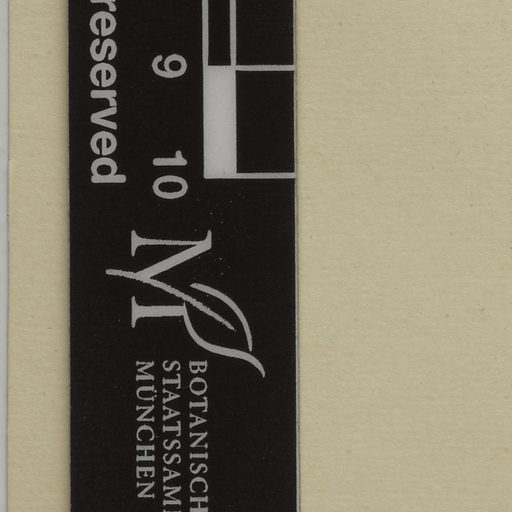 reserved
9 10
M
BOTANISCH
STAATSSAM
MÜNCHEN